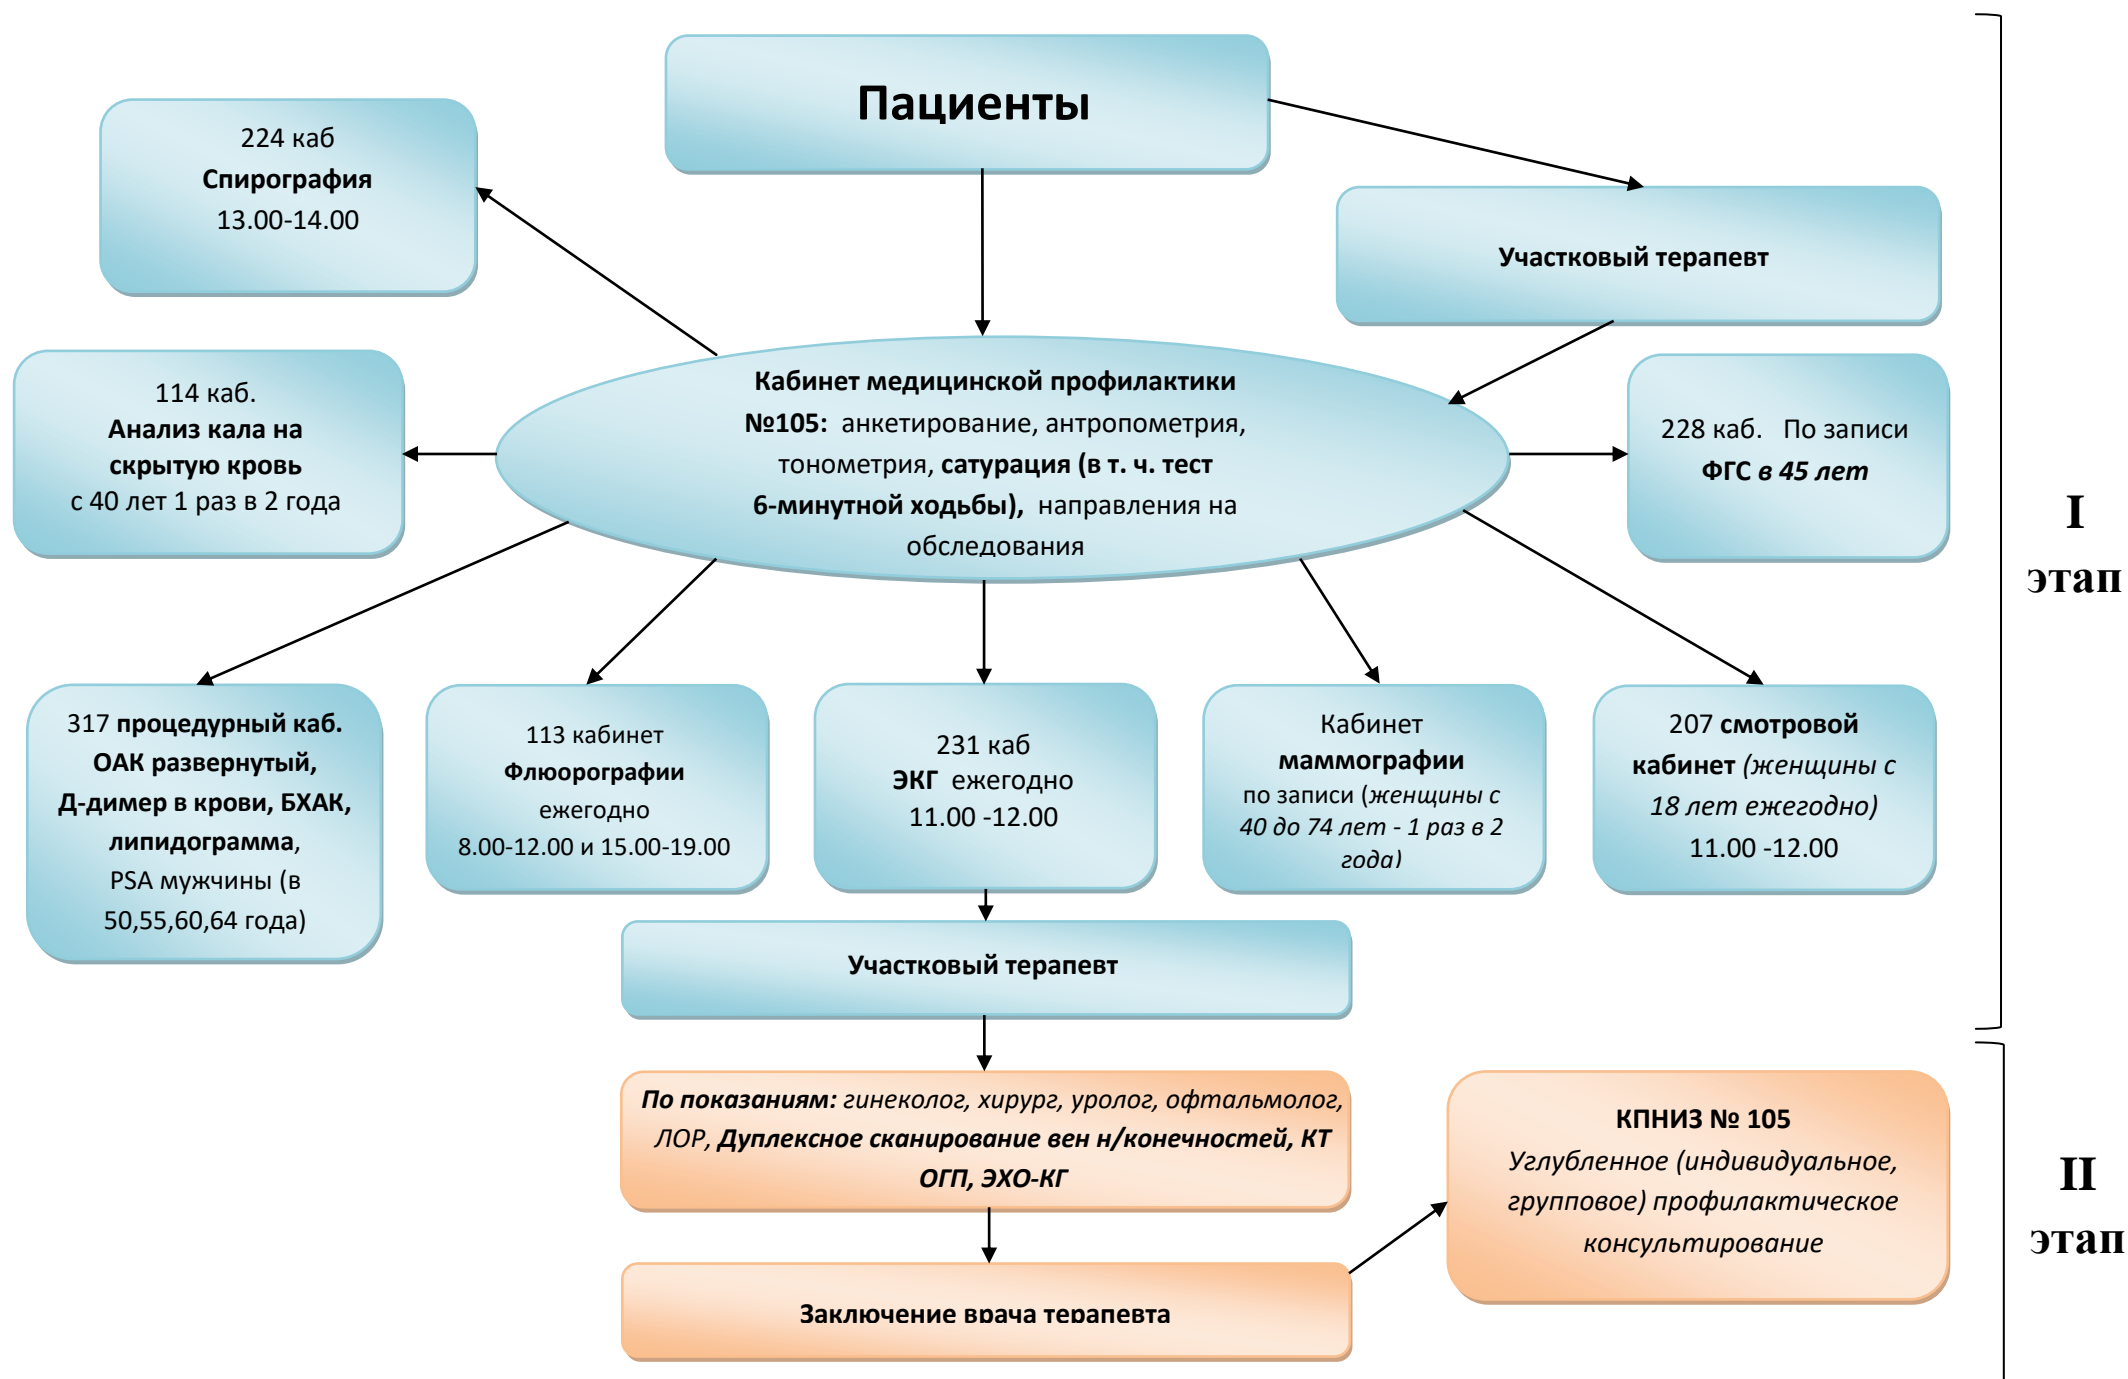 Пациенты
224 каб
Спирография
13.00-14.00
Участковый терапевт
114 каб.
Анализ кала на
скрытую кровь
с 40 лет 1 раз в 2 года
Кабинет медицинской профилактики
№105: анкетирование, антропометрия,
тонометрия, сатурация (в т. ч. тест
6-минутной ходьбы), направления на
обследования
228 каб. По записи
ФГС в 45 лет
I
этап
317 процедурный каб.
ОАК развернутый,
Д-димер в крови, БХАК,
липидограмма,
PSA мужчины (в
50,55,60,64 года)
113 кабинет
Флюорографии
ежегодно
8.00-12.00 и 15.00-19.00
231 каб
ЭКГ ежегодно
11.00 -12.00
Кабинет
маммографии
по записи (женщины с
40 до 74 лет - 1 раз в 2
года)
207 смотровой
кабинет (женщины с
18 лет ежегодно)
11.00 -12.00
Участковый терапевт
По показаниям: гинеколог, хирург, уролог, офтальмолог,
ЛОР, Дуплексное сканирование вен н/конечностей, КТ
ОГП, ЭХО-КГ
КПНИЗ № 105
Углубленное (индивидуальное,
групповое) профилактическое
консультирование
II
этап
Заключение врача терапевта